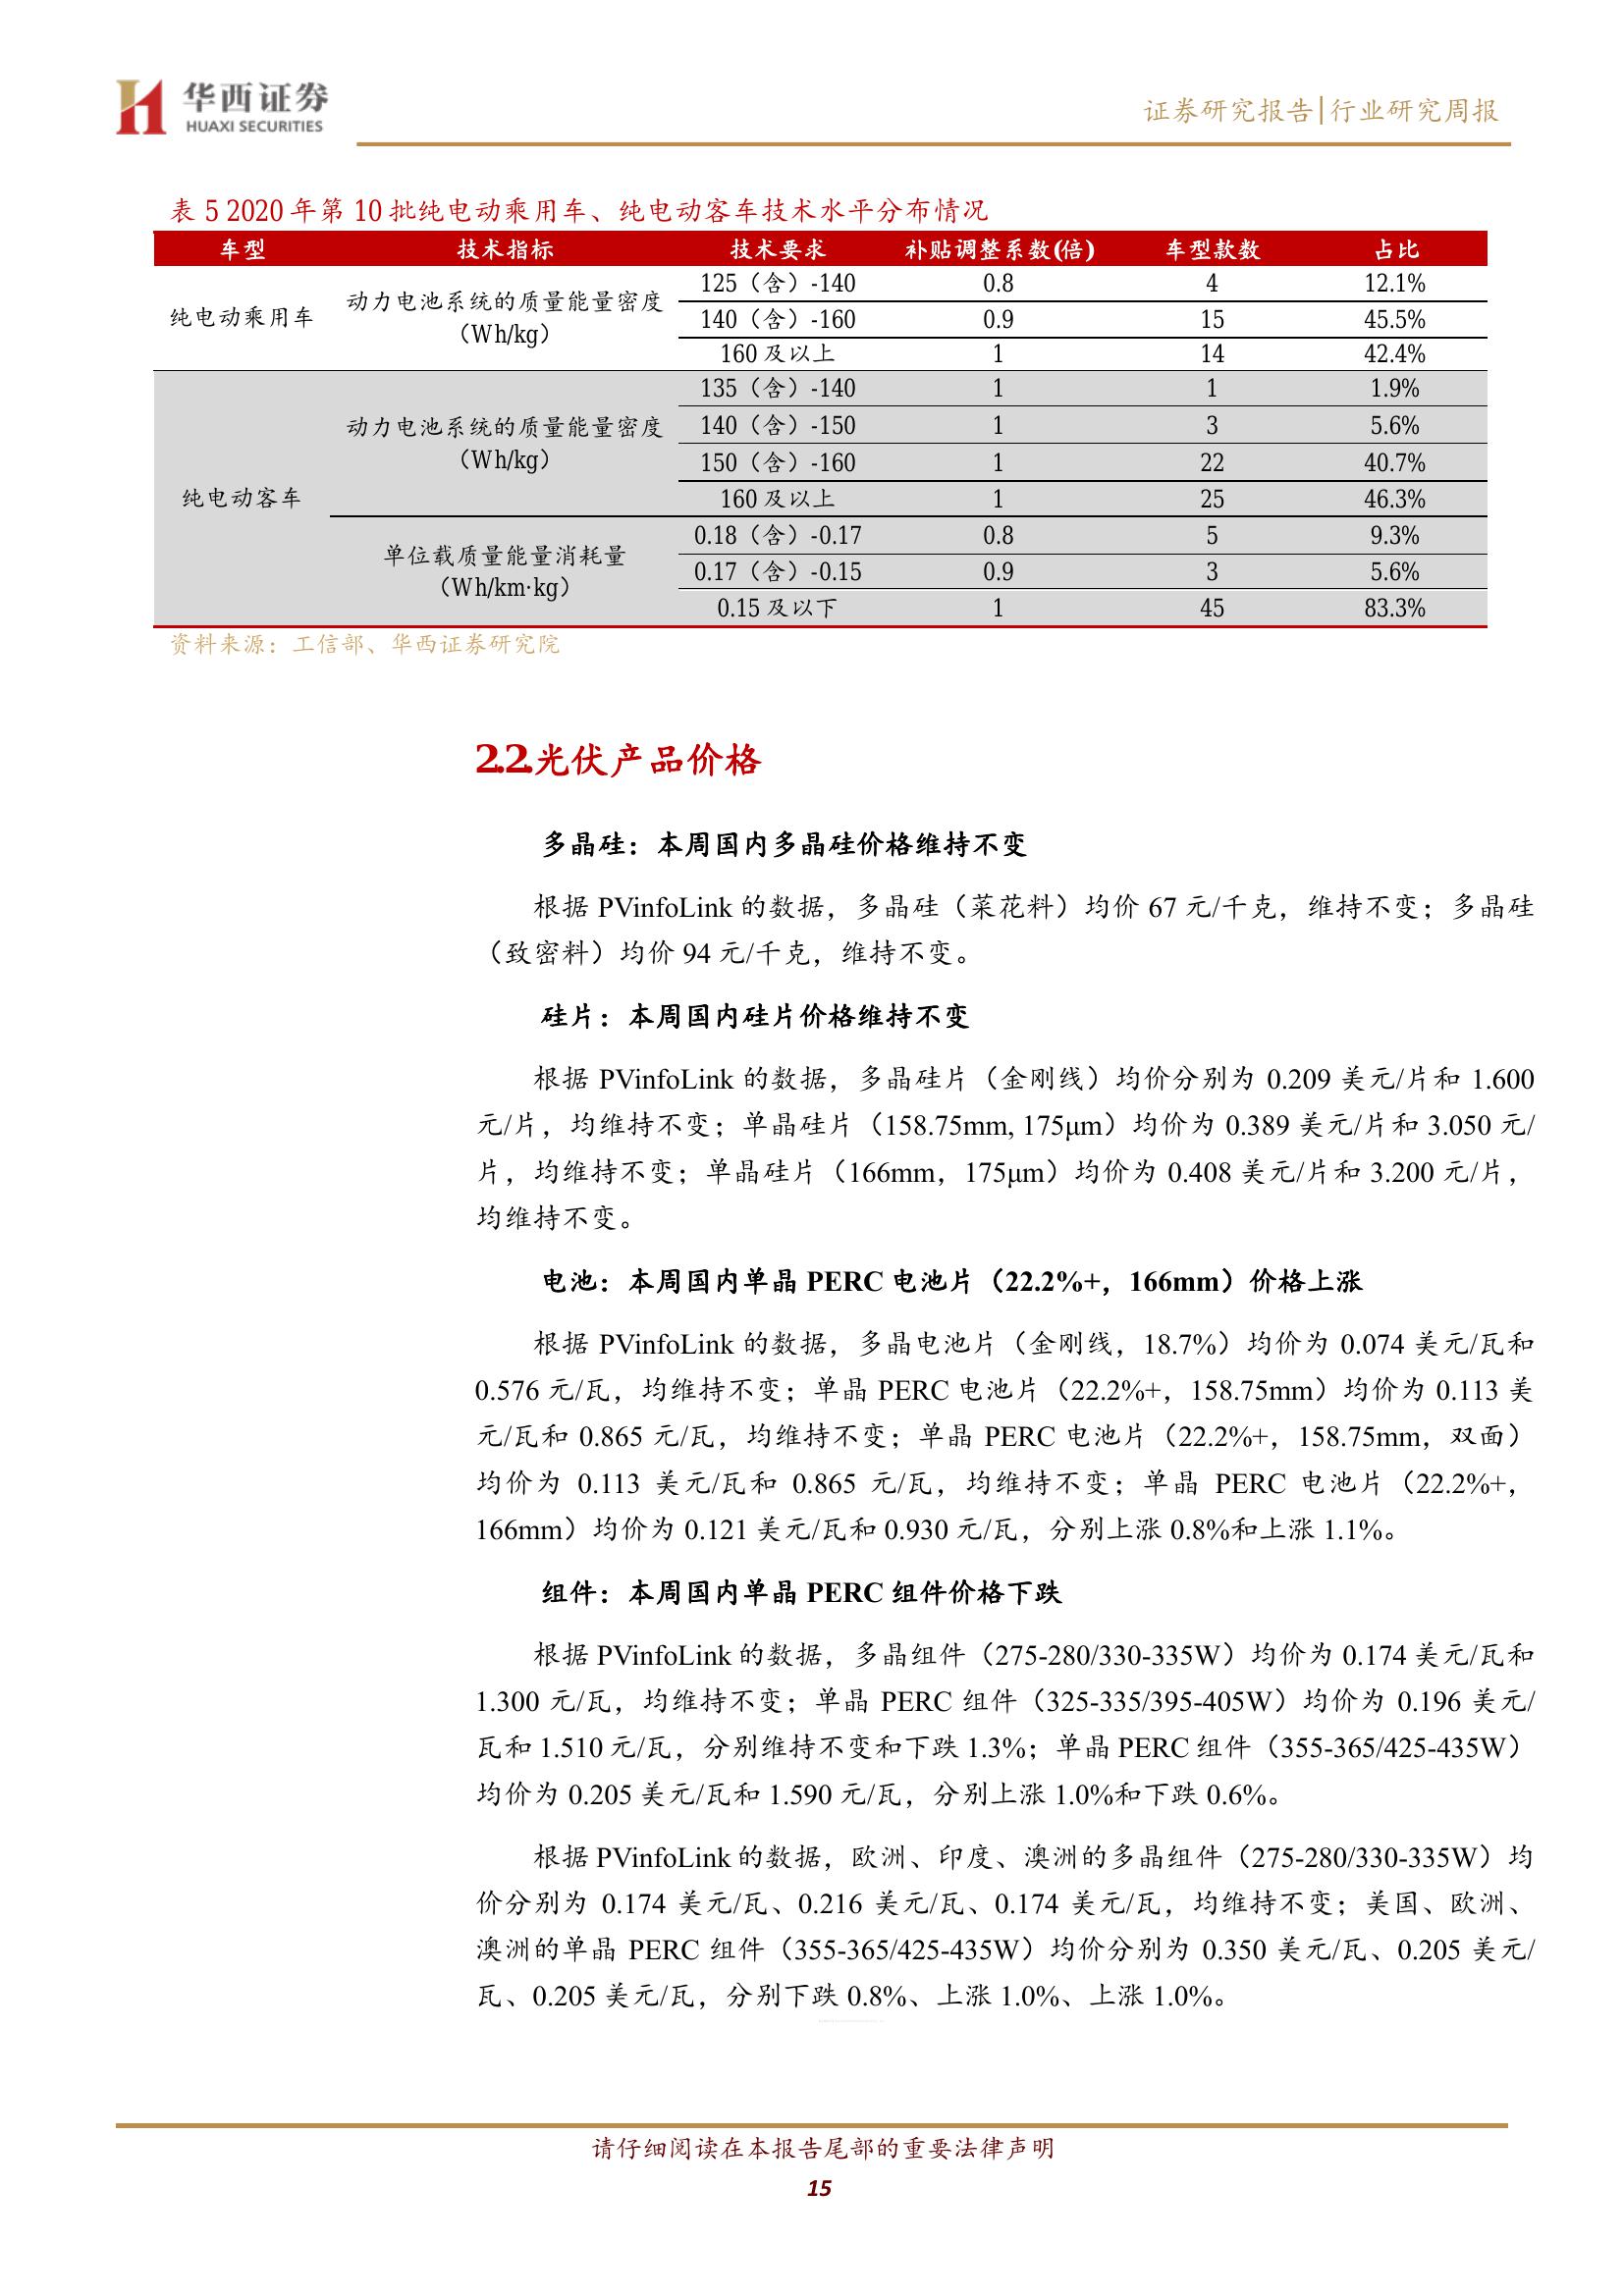 华西证券
HUAXI SECURITIES
证券研究报告|行业研究周报
表 5 2020 年第 10 批纯电动乘用车、纯电动客车技术水平分布情况
车型 技术指标 技术要求 补贴调整系数(倍) 车型款数 占比
纯电动乘用车 动力电池系统的质量能量密度（Wh/kg） 125（含）-140 0.8 4 12.1%
140（含）-160 0.9 15 45.5%
160 及以上 1 14 42.4%
纯电动客车 动力电池系统的质量能量密度（Wh/kg） 135（含）-140 1 1 1.9%
140（含）-150 1 3 5.6%
150（含）-160 1 22 40.7%
160 及以上 1 25 46.3%
单位载质量能量消耗量（Wh/km·kg） 0.18（含）-0.17 0.8 5 9.3%
0.17（含）-0.15 0.9 3 5.6%
0.15 及以下 1 45 83.3%
资料来源：工信部、华西证券研究院
2.2.光伏产品价格
多晶硅：本周国内多晶硅价格维持不变
根据 PVinfoLink 的数据，多晶硅（菜花料）均价 67 元/千克，维持不变；多晶硅
（致密料）均价 94 元/千克，维持不变。
硅片：本周国内硅片价格维持不变
根据 PVinfoLink 的数据，多晶硅片（金刚线）均价分别为 0.209 美元/片和 1.600
元/片，均维持不变；单晶硅片（158.75mm, 175μm）均价为 0.389 美元/片和 3.050 元/
片，均维持不变；单晶硅片（166mm，175μm）均价为 0.408 美元/片和 3.200 元/片，
均维持不变。
电池：本周国内单晶 PERC 电池片（22.2%+，166mm）价格上涨
根据 PVinfoLink 的数据，多晶电池片（金刚线，18.7%）均价为 0.074 美元/瓦和
0.576 元/瓦，均维持不变；单晶 PERC 电池片（22.2%+，158.75mm）均价为 0.113 美
元/瓦和 0.865 元/瓦，均维持不变；单晶 PERC 电池片（22.2%+，158.75mm，双面）
均价为 0.113 美元/瓦和 0.865 元/瓦，均维持不变；单晶 PERC 电池片（22.2%+，
166mm）均价为 0.121 美元/瓦和 0.930 元/瓦，分别上涨 0.8%和上涨 1.1%。
组件：本周国内单晶 PERC 组件价格下跌
根据 PVinfoLink 的数据，多晶组件（275-280/330-335W）均价为 0.174 美元/瓦和
1.300 元/瓦，均维持不变；单晶 PERC 组件（325-335/395-405W）均价为 0.196 美元/
瓦和 1.510 元/瓦，分别维持不变和下跌 1.3%；单晶 PERC 组件（355-365/425-435W）
均价为 0.205 美元/瓦和 1.590 元/瓦，分别上涨 1.0%和下跌 0.6%。
根据 PVinfoLink 的数据，欧洲、印度、澳洲的多晶组件（275-280/330-335W）均
价分别为 0.174 美元/瓦、0.216 美元/瓦、0.174 美元/瓦，均维持不变；美国、欧洲、
澳洲的单晶 PERC 组件（355-365/425-435W）均价分别为 0.350 美元/瓦、0.205 美元/
瓦、0.205 美元/瓦，分别下跌 0.8%、上涨 1.0%、上涨 1.0%。
请仔细阅读在本报告尾部的重要法律声明
15